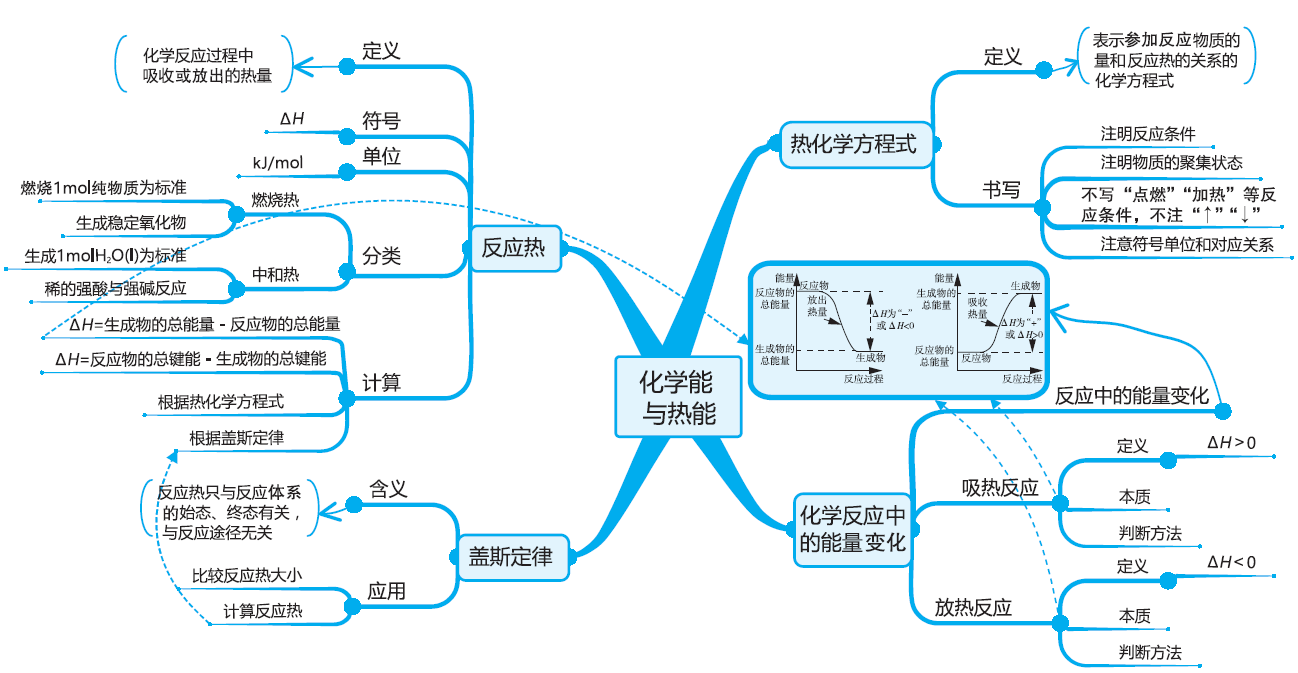 化学能
与热能
反应热
定义
化学反应过程中
吸收或放出的热量
符号
ΔH
单位
kJ/mol
分类
燃烧热
燃烧1mol纯物质为标准
生成稳定氧化物
中和热
生成1molH₂O(l)为标准
稀的强酸与强碱反应
计算
ΔH=生成物的总能量-反应物的总能量
ΔH=反应物的总键能-生成物的总键能
根据热化学方程式
根据盖斯定律
盖斯定律
含义
反应热只与反应体系
的始态、终态有关，
与反应途径无关
应用
比较反应热大小
计算反应热
热化学方程式
定义
表示参加反应物质的
量和反应热的关系的
化学方程式
书写
注明反应条件
注明物质的聚集状态
不写“点燃”“加热”等反
应条件，不注“↑”“↓”
注意符号单位和对应关系
能量
反应物的
总能量
反应物
放出
热量
ΔH为“−”
或ΔH<0
生成物的
总能量
生成物
反应过程
能量
生成物的
总能量
生成物
吸收
热量
ΔH为“+”
或ΔH>0
反应物的
总能量
反应物
反应过程
化学反应中
的能量变化
反应中的能量变化
吸热反应
定义
ΔH>0
本质
判断方法
放热反应
定义
ΔH<0
本质
判断方法